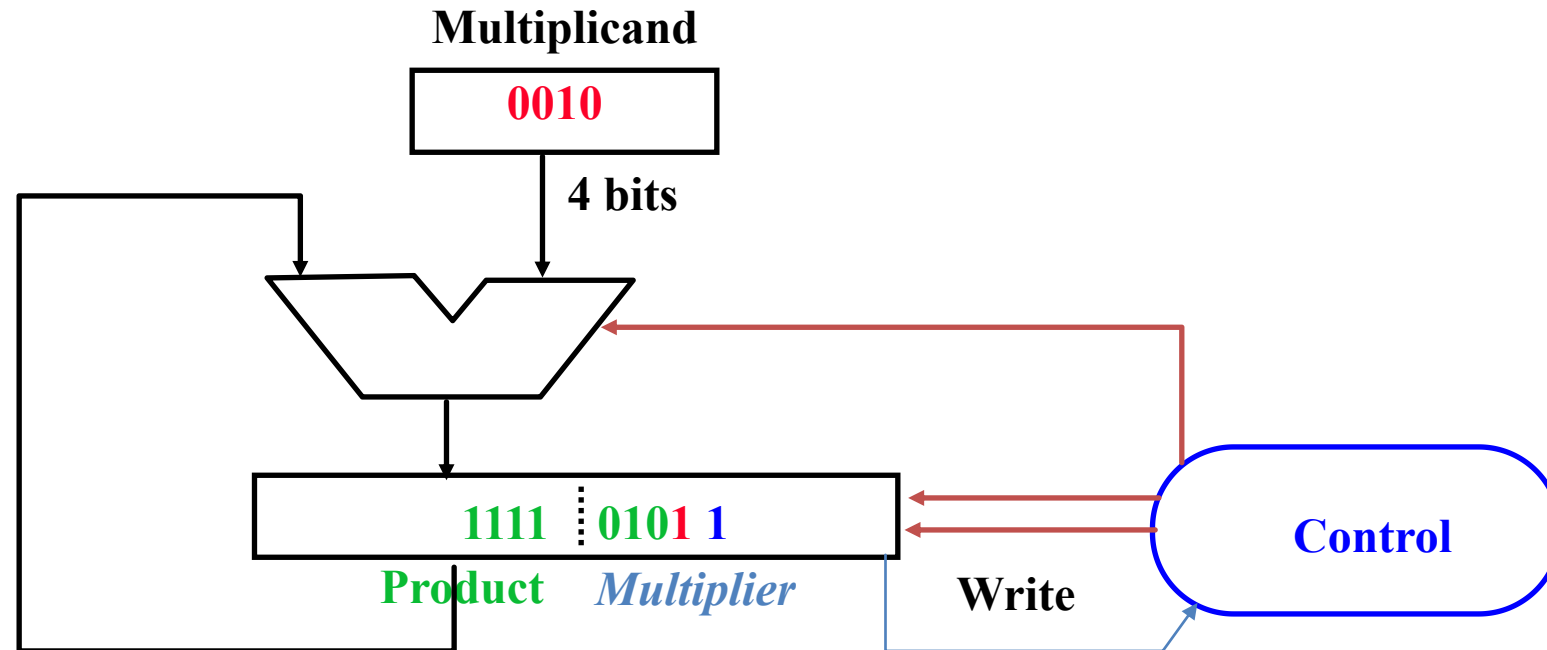 Multiplicand
0010
4 bits
1111 0101 1
Control
Product Multiplier
Write